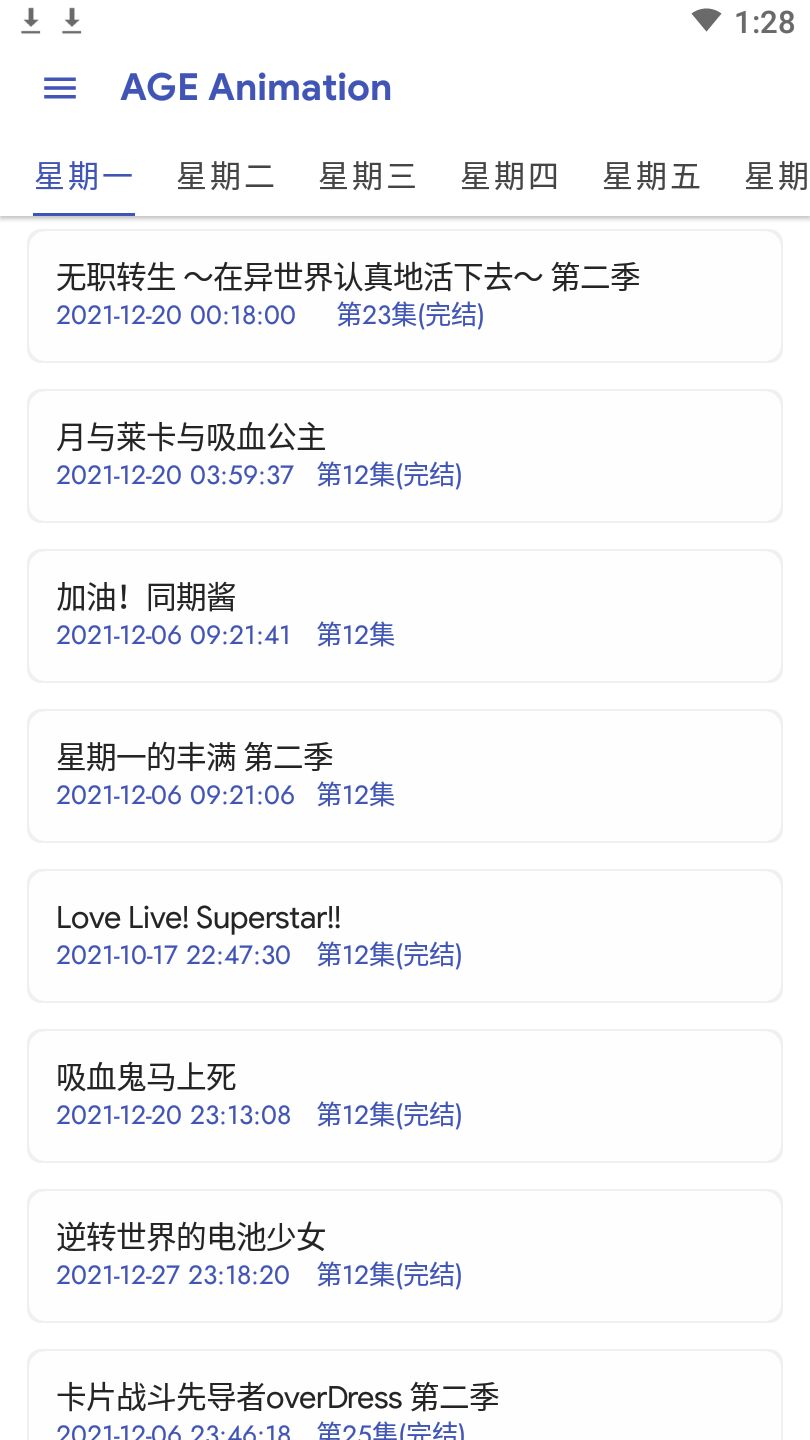 1:28
AGE Animation
星期一 星期二 星期三 星期四 星期五 星期
无职转生 ～在异世界认真地活下去～ 第二季
2021-12-20 00:18:00 第23集(完结)
月与莱卡与吸血公主
2021-12-20 03:59:37 第12集(完结)
加油！同期酱
2021-12-06 09:21:41 第12集
星期一的丰满 第二季
2021-12-06 09:21:06 第12集
Love Live! Superstar!!
2021-10-17 22:47:30 第12集(完结)
吸血鬼马上死
2021-12-20 23:13:08 第12集(完结)
逆转世界的电池少女
2021-12-27 23:18:20 第12集(完结)
卡片战斗先导者overDress 第二季
2021-12-06 23:46:18 第25集(完结)